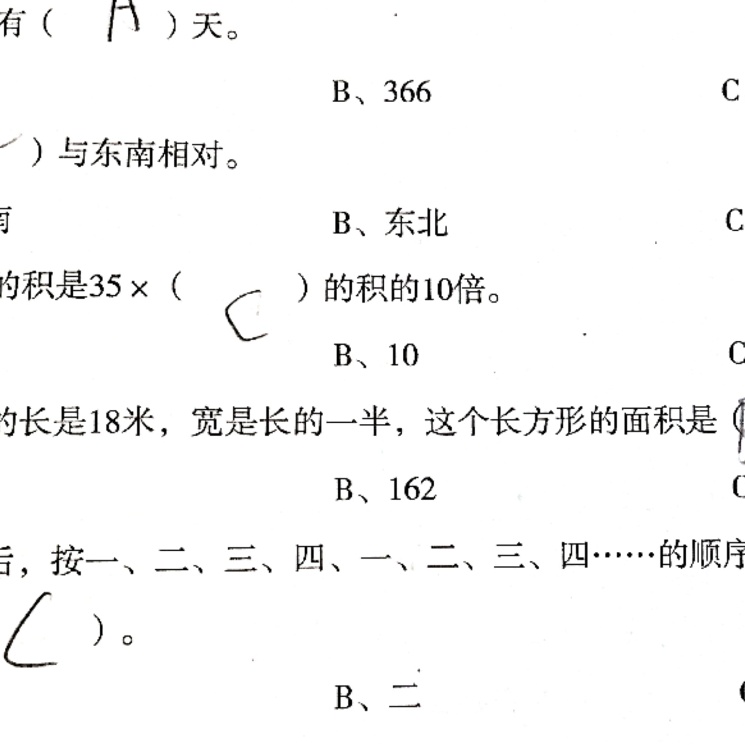 有（ A ）天。
B、366 C
）与东南相对。
B、东北 C
的积是35×（ C ）的积的10倍。
B、10 C
的长是18米，宽是长的一半，这个长方形的面积是（
B、162 C
后，按一、二、三、四、一、二、三、四……的顺序
C ）。
B、二